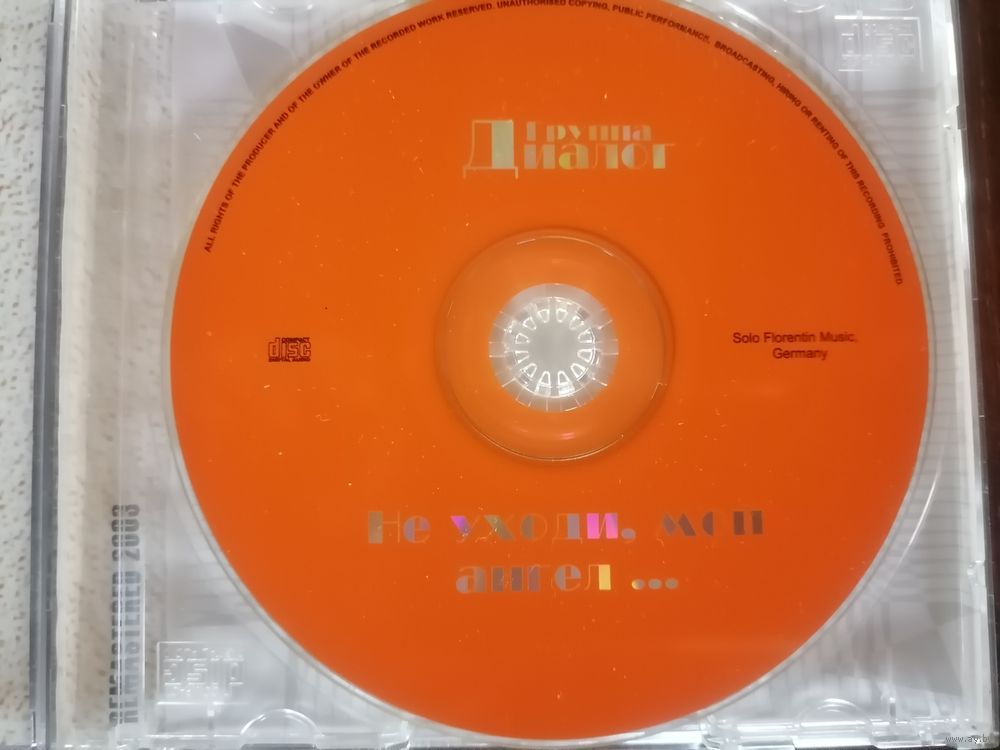 ALL RIGHTS OF THE PRODUCER AND OF THE OWNER OF THE RECORDED WORK RESERVED. UNAUTHORISED COPYING, PUBLIC PERFORMANCE, BROADCASTING, HIRING OR RENTING OF THIS RECORDING PROHIBITED
Группа
Диалог
COMPACT
disc
DIGITAL AUDIO
Solo Florentin Music,
Germany
Не уходи, мой
ангел ...
REMASTERED 2003